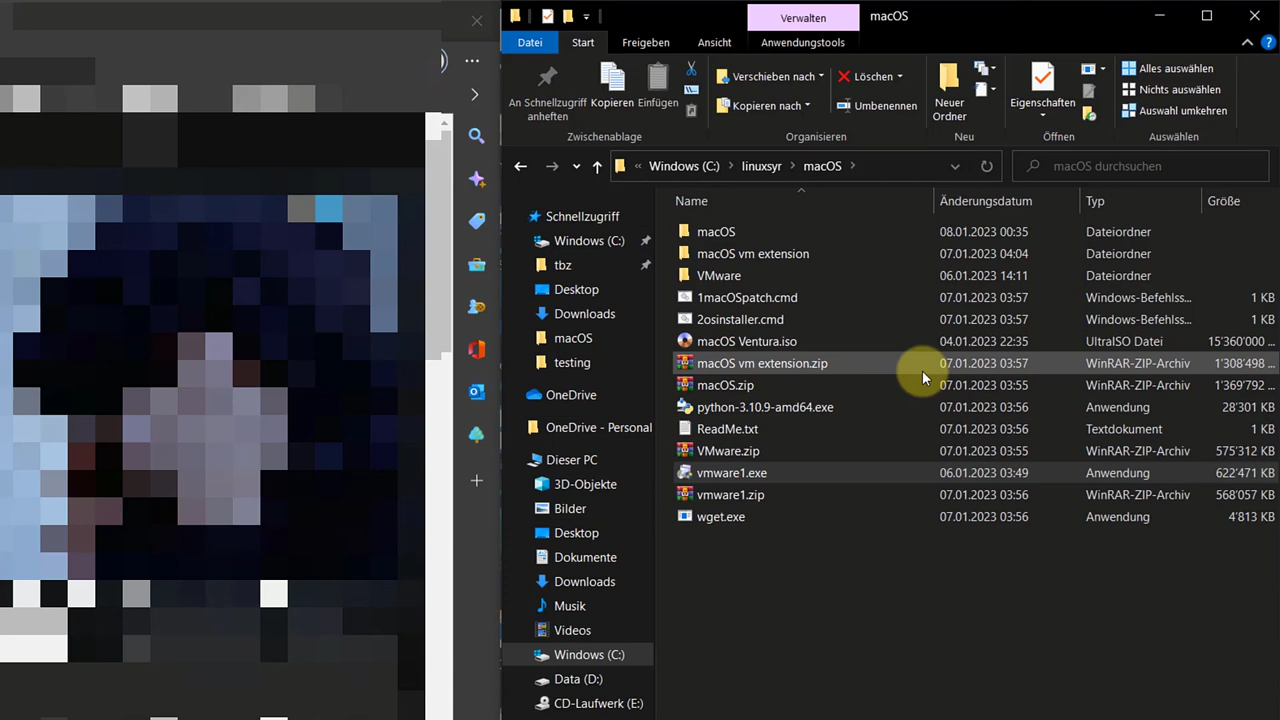 Verwalten macOS
Datei Start Freigeben Ansicht Anwendungstools
An Schnellzugriff anheften Kopieren Einfügen
Verschieben nach Löschen
Kopieren nach Umbenennen
Neuer Ordner
Eigenschaften
Alles auswählen
Nichts auswählen
Auswahl umkehren
Zwischenablage Organisieren Neu Öffnen Auswählen
« Windows (C:) > linuxsyr > macOS > macOS durchsuchen
Name Änderungsdatum Typ Größe
Schnellzugriff
Windows (C:)
tbz
Desktop
Downloads
macOS
testing
OneDrive
OneDrive - Personal
Dieser PC
3D-Objekte
Bilder
Desktop
Dokumente
Downloads
Musik
Videos
Windows (C:)
Data (D:)
CD-Laufwerk (E:)
macOS 08.01.2023 00:35 Dateiordner
macOS vm extension 07.01.2023 04:04 Dateiordner
VMware 06.01.2023 14:11 Dateiordner
1macOSpatch.cmd 07.01.2023 03:57 Windows-Befehlss... 1 KB
2osinstaller.cmd 07.01.2023 03:57 Windows-Befehlss... 1 KB
macOS Ventura.iso 04.01.2023 22:35 UltraISO Datei 15'360'000 ...
macOS vm extension.zip 07.01.2023 03:57 WinRAR-ZIP-Archiv 1'308'498 ...
macOS.zip 07.01.2023 03:55 WinRAR-ZIP-Archiv 1'369'792 ...
python-3.10.9-amd64.exe 07.01.2023 03:56 Anwendung 28'301 KB
ReadMe.txt 07.01.2023 03:56 Textdokument 1 KB
VMware.zip 07.01.2023 03:55 WinRAR-ZIP-Archiv 575'312 KB
vmware1.exe 06.01.2023 03:49 Anwendung 622'471 KB
vmware1.zip 07.01.2023 03:56 WinRAR-ZIP-Archiv 568'057 KB
wget.exe 07.01.2023 03:56 Anwendung 4'813 KB